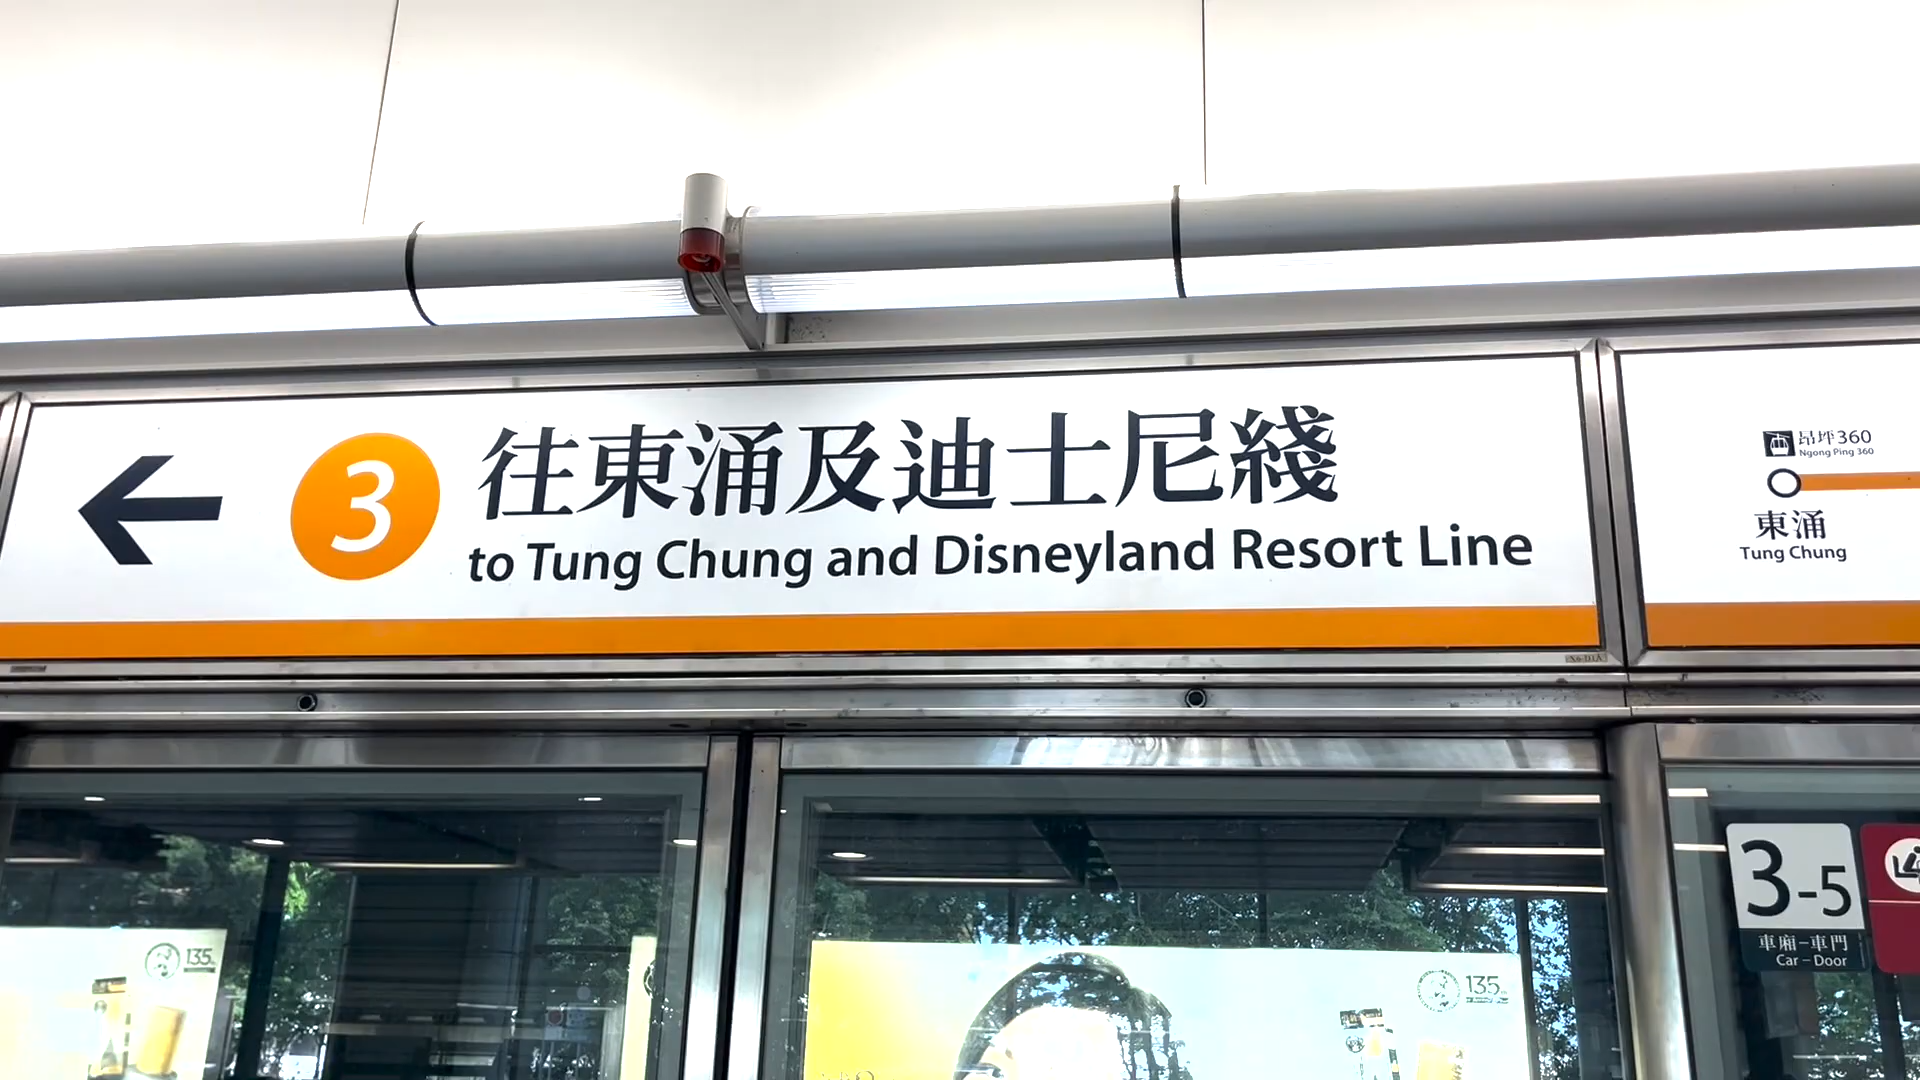 3
往東涌及迪士尼綫
to Tung Chung and Disneyland Resort Line
昂坪360
Ngong Ping 360
東涌
Tung Chung
3-5
車廂-車門
Car - Door
135
135